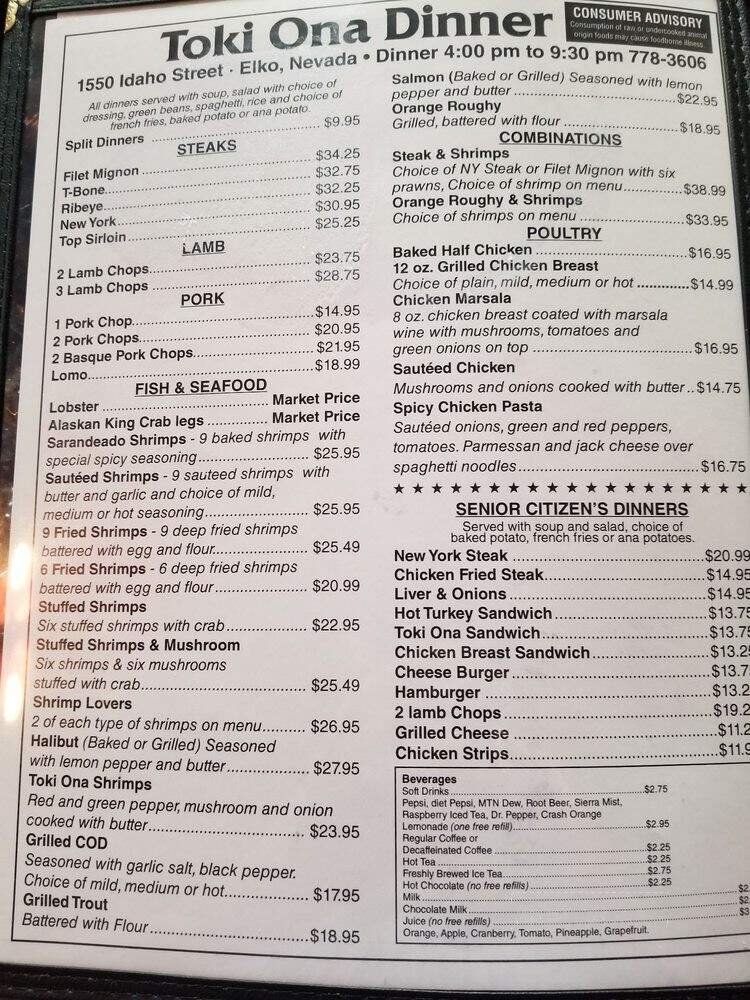 Toki Ona Dinner
CONSUMER ADVISORY
Consumption of raw or undercooked animal
origin foods may cause foodborne illness.
1550 Idaho Street · Elko, Nevada • Dinner 4:00 pm to 9:30 pm 778-3606
All dinners served with soup, salad with choice of
dressing, green beans, spaghetti, rice and choice of
french fries, baked potato or ana potato.
Split Dinners $9.95
STEAKS
Filet Mignon $34.25
T-Bone $32.75
Ribeye $32.25
New York $30.95
Top Sirloin $25.25
LAMB
2 Lamb Chops $23.75
3 Lamb Chops $28.75
PORK
1 Pork Chop $14.95
2 Pork Chops $20.95
2 Basque Pork Chops $21.95
Lomo $18.99
FISH & SEAFOOD
Lobster Market Price
Alaskan King Crab legs Market Price
Sarandeado Shrimps - 9 baked shrimps with
special spicy seasoning $25.95
Sautéed Shrimps - 9 sauteed shrimps with
butter and garlic and choice of mild,
medium or hot seasoning $25.95
9 Fried Shrimps - 9 deep fried shrimps
battered with egg and flour $25.49
6 Fried Shrimps - 6 deep fried shrimps
battered with egg and flour $20.99
Stuffed Shrimps
Six stuffed shrimps with crab $22.95
Stuffed Shrimps & Mushroom
Six shrimps & six mushrooms
stuffed with crab $25.49
Shrimp Lovers
2 of each type of shrimps on menu $26.95
Halibut (Baked or Grilled) Seasoned
with lemon pepper and butter $27.95
Toki Ona Shrimps
Red and green pepper, mushroom and onion
cooked with butter $23.95
Grilled COD
Seasoned with garlic salt, black pepper.
Choice of mild, medium or hot $17.95
Grilled Trout
Battered with Flour $18.95
Salmon (Baked or Grilled) Seasoned with lemon
pepper and butter $22.95
Orange Roughy
Grilled, battered with flour $18.95
COMBINATIONS
Steak & Shrimps
Choice of NY Steak or Filet Mignon with six
prawns, Choice of shrimp on menu $38.99
Orange Roughy & Shrimps
Choice of shrimps on menu $33.95
POULTRY
Baked Half Chicken $16.95
12 oz. Grilled Chicken Breast
Choice of plain, mild, medium or hot $14.99
Chicken Marsala
8 oz. chicken breast coated with marsala
wine with mushrooms, tomatoes and
green onions on top $16.95
Sautéed Chicken
Mushrooms and onions cooked with butter $14.75
Spicy Chicken Pasta
Sautéed onions, green and red peppers,
tomatoes. Parmessan and jack cheese over
spaghetti noodles $16.75
SENIOR CITIZEN'S DINNERS
Served with soup and salad, choice of
baked potato, french fries or ana potatoes.
New York Steak $20.99
Chicken Fried Steak $14.95
Liver & Onions $14.95
Hot Turkey Sandwich $13.7
Toki Ona Sandwich $13.7
Chicken Breast Sandwich $13.2
Cheese Burger $13.7
Hamburger $13.2
2 lamb Chops $19.2
Grilled Cheese $11.2
Chicken Strips $11.9
Beverages
Soft Drinks $2.75
Pepsi, diet Pepsi, MTN Dew, Root Beer, Sierra Mist,
Raspberry Iced Tea, Dr. Pepper, Crash Orange
Lemonade (one free refill) $2.95
Regular Coffee or
Decaffeinated Coffee $2.25
Hot Tea $2.25
Freshly Brewed Ice Tea $2.75
Hot Chocolate (no free refills) $2.25
Milk $2
Chocolate Milk $2
Juice (no free refills) $3
Orange, Apple, Cranberry, Tomato, Pineapple, Grapefruit.